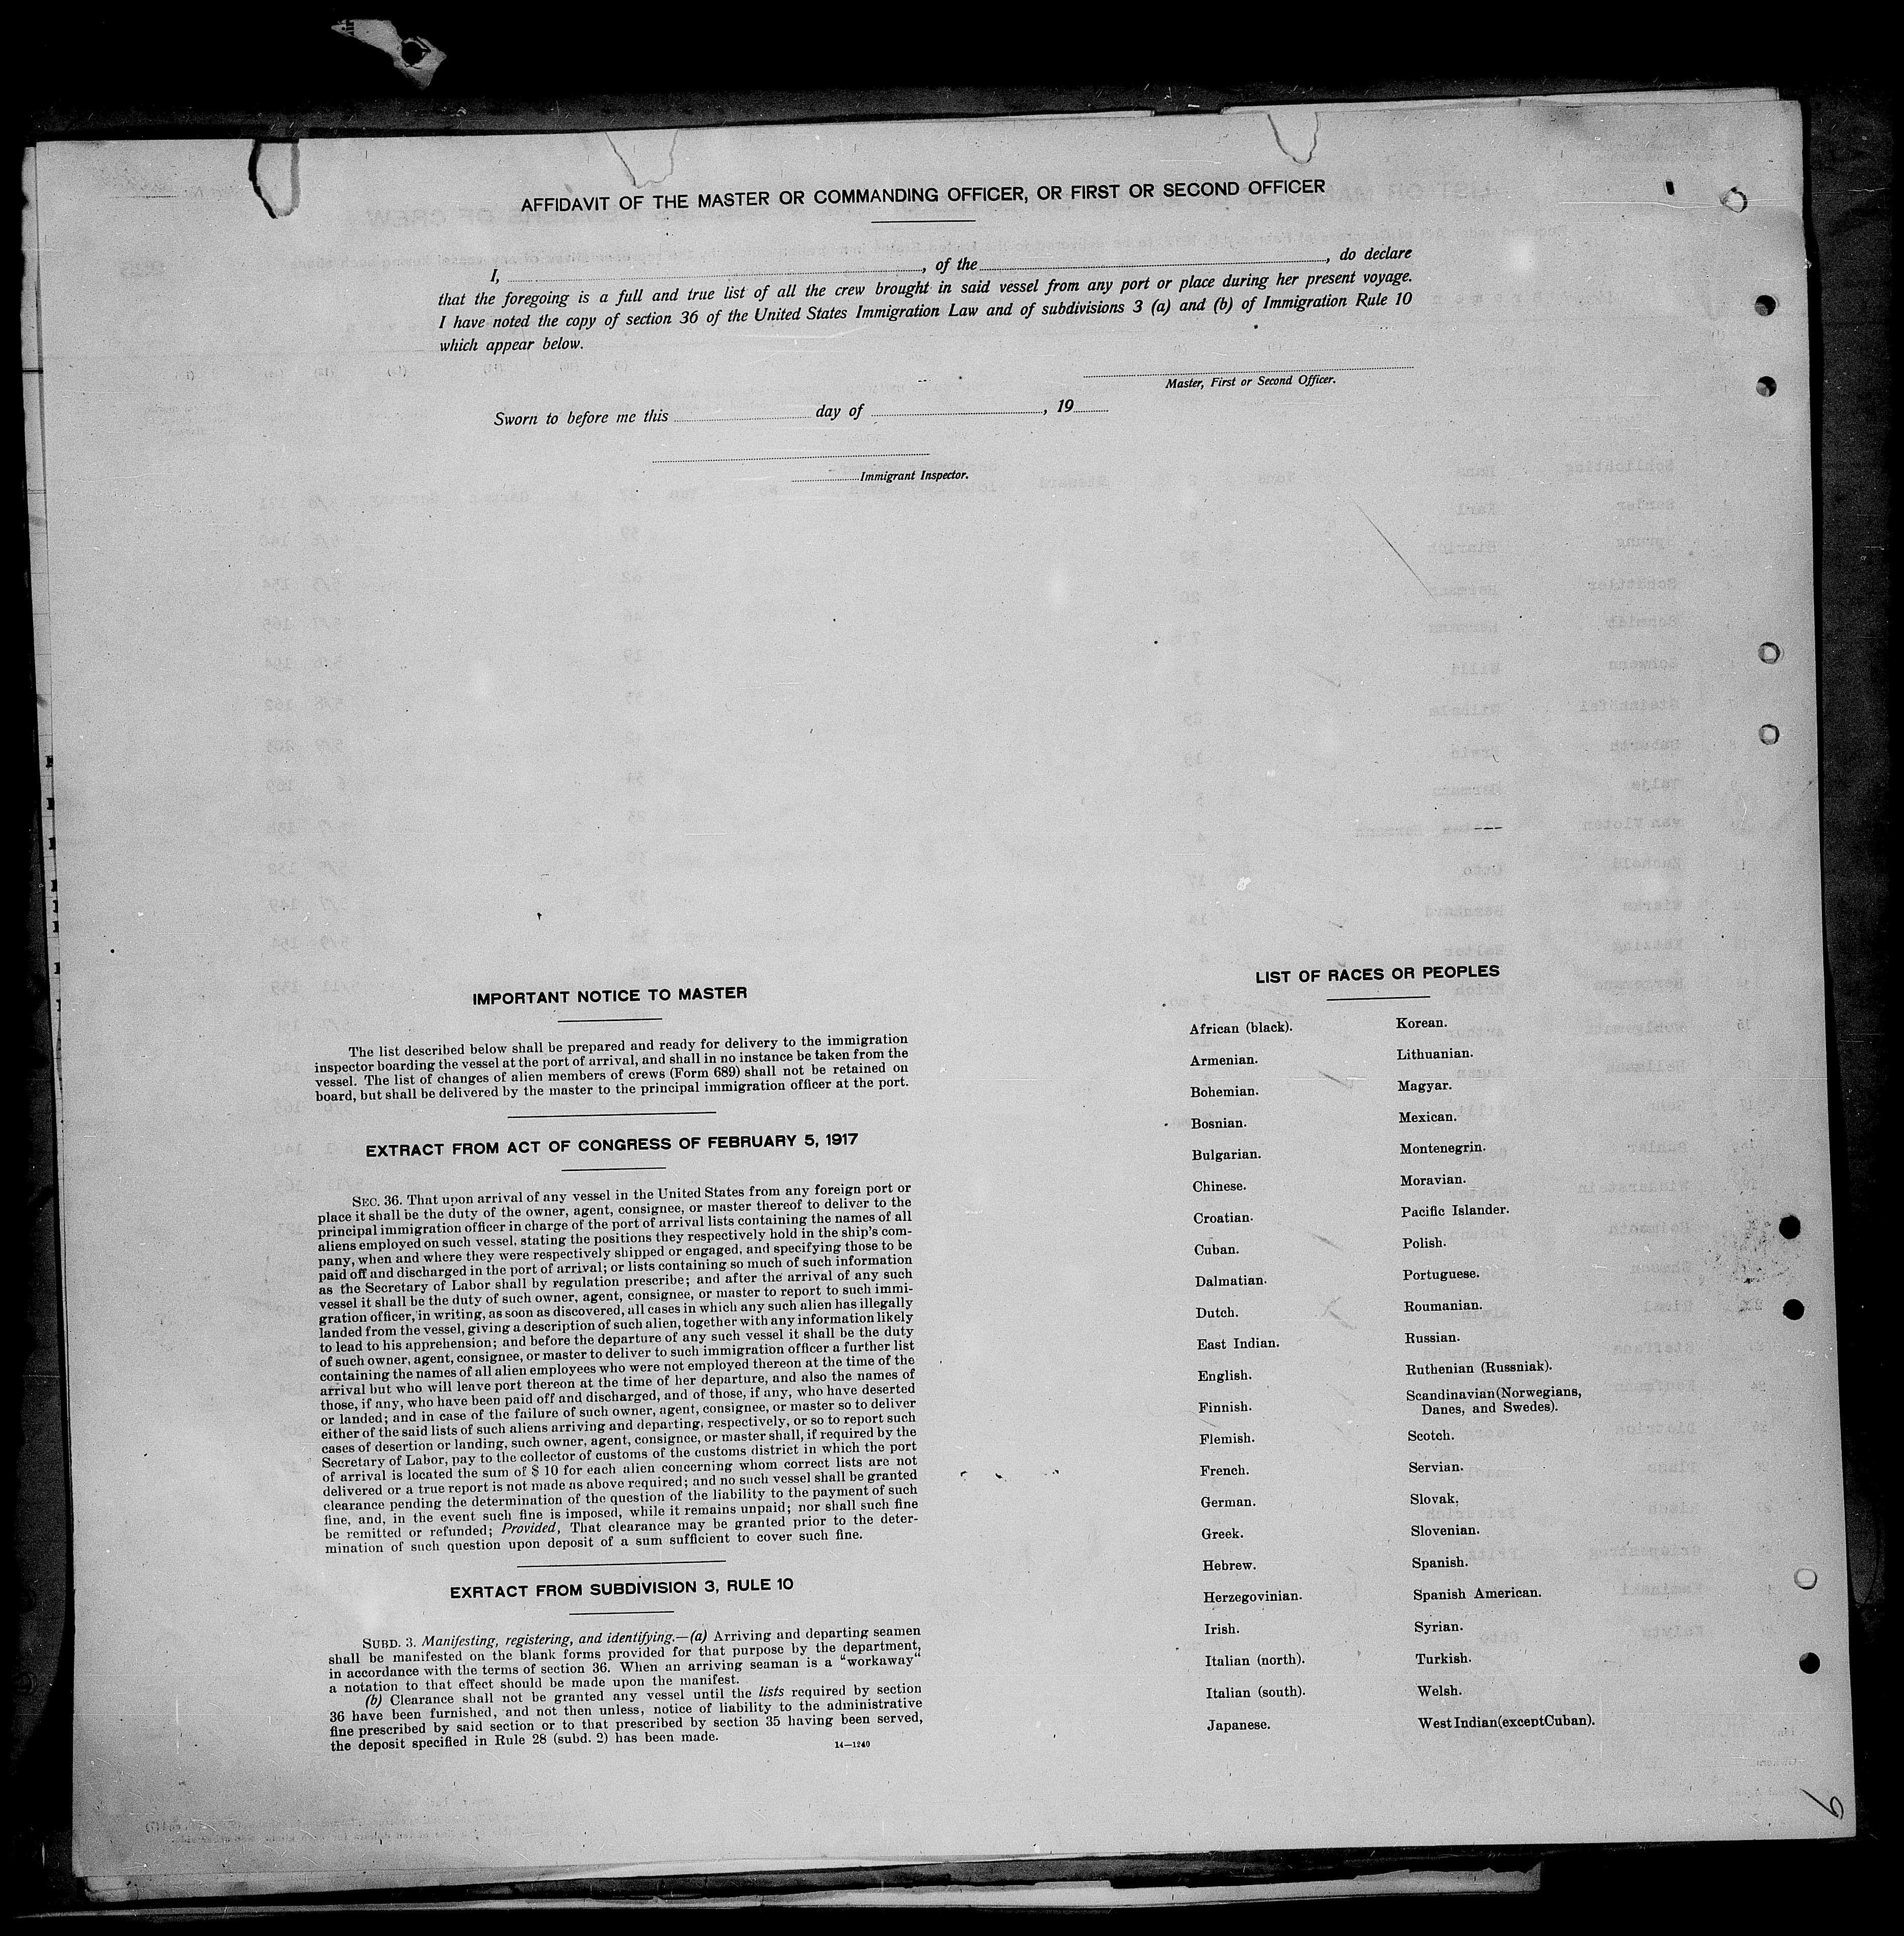 AFFIDAVIT OF THE MASTER OR COMMANDING OFFICER, OR FIRST OR SECOND OFFICER
I, , of the , do declare
that the foregoing is a full and true list of all the crew brought in said vessel from any port or place during her present voyage.
I have noted the copy of section 36 of the United States Immigration Law and of subdivisions 3 (a) and (b) of Immigration Rule 10
which appear below.
Master, First or Second Officer.
Sworn to before me this day of , 19
Immigrant Inspector.
IMPORTANT NOTICE TO MASTER
The list described below shall be prepared and ready for delivery to the immigration
inspector boarding the vessel at the port of arrival, and shall in no instance be taken from the
vessel. The list of changes of alien members of crews (Form 689) shall not be retained on
board, but shall be delivered by the master to the principal immigration officer at the port.
EXTRACT FROM ACT OF CONGRESS OF FEBRUARY 5, 1917
SEC. 36. That upon arrival of any vessel in the United States from any foreign port or
place it shall be the duty of the owner, agent, consignee, or master thereof to deliver to the
principal immigration officer in charge of the port of arrival lists containing the names of all
aliens employed on such vessel, stating the positions they respectively hold in the ship's com-
pany, when and where they were respectively shipped or engaged, and specifying those to be
paid off and discharged in the port of arrival; or lists containing so much of such information
as the Secretary of Labor shall by regulation prescribe; and after the arrival of any such
vessel it shall be the duty of such owner, agent, consignee, or master to report to such immi-
gration officer, in writing, as soon as discovered, all cases in which any such alien has illegally
landed from the vessel, giving a description of such alien, together with any information likely
to lead to his apprehension; and before the departure of any such vessel it shall be the duty
of such owner, agent, consignee, or master to deliver to such immigration officer a further list
containing the names of all alien employees who were not employed thereon at the time of the
arrival but who will leave port thereon at the time of her departure, and also the names of
those, if any, who have been paid off and discharged, and of those, if any, who have deserted
or landed; and in case of the failure of such owner, agent, consignee, or master so to deliver
either of the said lists of such aliens arriving and departing, respectively, or so to report such
cases of desertion or landing, such owner, agent, consignee, or master shall, if required by the
Secretary of Labor, pay to the collector of customs of the customs district in which the port
of arrival is located the sum of $ 10 for each alien concerning whom correct lists are not
delivered or a true report is not made as above required; and no such vessel shall be granted
clearance pending the determination of the question of the liability to the payment of such
fine, and, in the event such fine is imposed, while it remains unpaid; nor shall such fine
be remitted or refunded; Provided, That clearance may be granted prior to the deter-
mination of such question upon deposit of a sum sufficient to cover such fine.
EXRTACT FROM SUBDIVISION 3, RULE 10
SUBD. 3. Manifesting, registering, and identifying.—(a) Arriving and departing seamen
shall be manifested on the blank forms provided for that purpose by the department,
in accordance with the terms of section 36. When an arriving seaman is a "workaway"
a notation to that effect should be made upon the manifest.
(b) Clearance shall not be granted any vessel until the lists required by section
36 have been furnished, and not then unless, notice of liability to the administrative
fine prescribed by said section or to that prescribed by section 35 having been served,
the deposit specified in Rule 28 (subd. 2) has been made.
14—1240
LIST OF RACES OR PEOPLES
African (black).
Armenian.
Bohemian.
Bosnian.
Bulgarian.
Chinese.
Croatian.
Cuban.
Dalmatian.
Dutch.
East Indian.
English.
Finnish.
Flemish.
French.
German.
Greek.
Hebrew.
Herzegovinian.
Irish.
Italian (north).
Italian (south).
Japanese.
Korean.
Lithuanian.
Magyar.
Mexican.
Montenegrin.
Moravian.
Pacific Islander.
Polish.
Portuguese.
Roumanian.
Russian.
Ruthenian (Russniak).
Scandinavian (Norwegians,
Danes, and Swedes).
Scotch.
Servian.
Slovak.
Slovenian.
Spanish.
Spanish American.
Syrian.
Turkish.
Welsh.
West Indian (except Cuban).